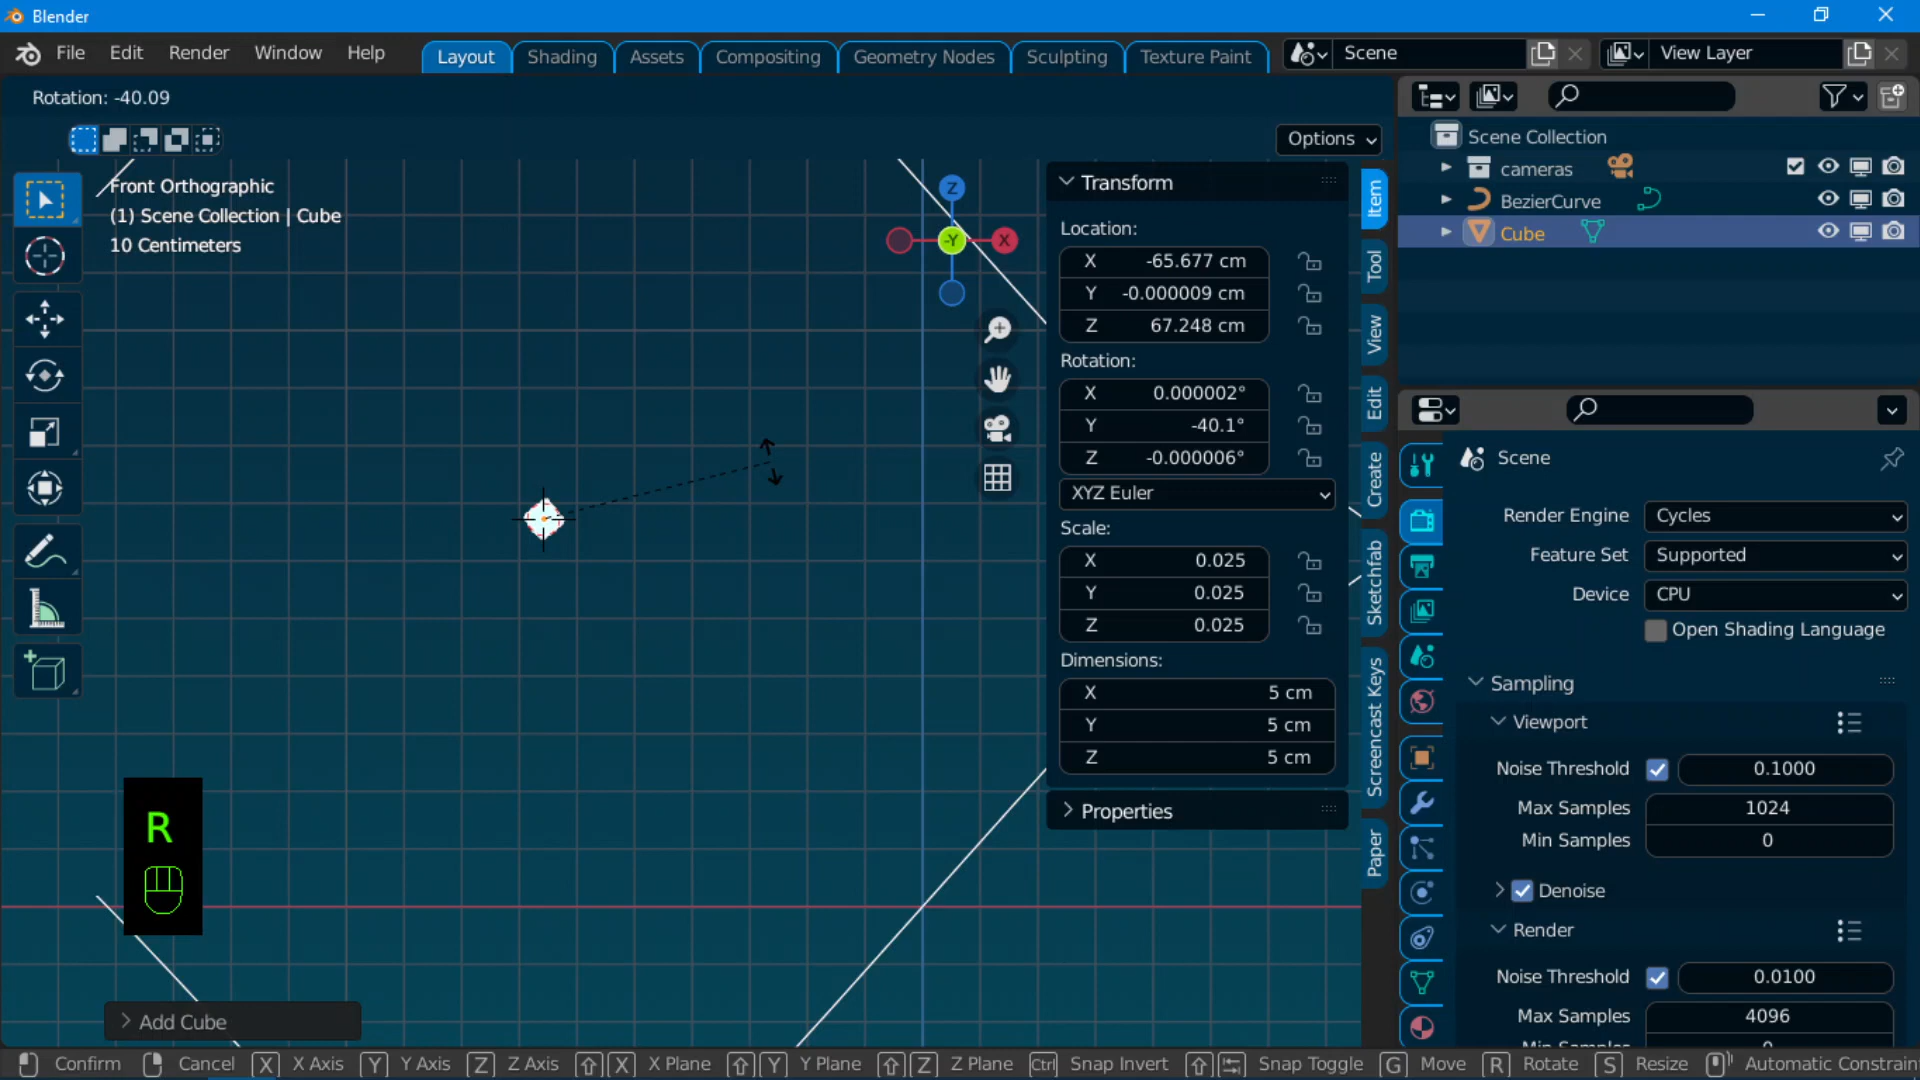 Blender
File Edit Render Window Help
Layout Shading Assets Compositing Geometry Nodes Sculpting Texture Paint
Scene
View Layer
Rotation: -40.09
Options
Front Orthographic
(1) Scene Collection | Cube
10 Centimeters
Z
-Y
X
Transform
Location:
X -65.677 cm
Y -0.000009 cm
Z 67.248 cm
Rotation:
X 0.000002°
Y -40.1°
Z -0.000006°
XYZ Euler
Scale:
X 0.025
Y 0.025
Z 0.025
Dimensions:
X 5 cm
Y 5 cm
Z 5 cm
Properties
Item
Tool
View
Edit
Create
Sketchfab
Screencast Keys
Paper
R
Add Cube
Scene Collection
cameras
BezierCurve
Cube
Scene
Render Engine Cycles
Feature Set Supported
Device CPU
Open Shading Language
Sampling
Viewport
Noise Threshold 0.1000
Max Samples 1024
Min Samples 0
Denoise
Render
Noise Threshold 0.0100
Max Samples 4096
Confirm Cancel X X Axis Y Y Axis Z Z Axis X X Plane Y Y Plane Z Z Plane Ctrl Snap Invert Snap Toggle G Move R Rotate S Resize Automatic Constrain